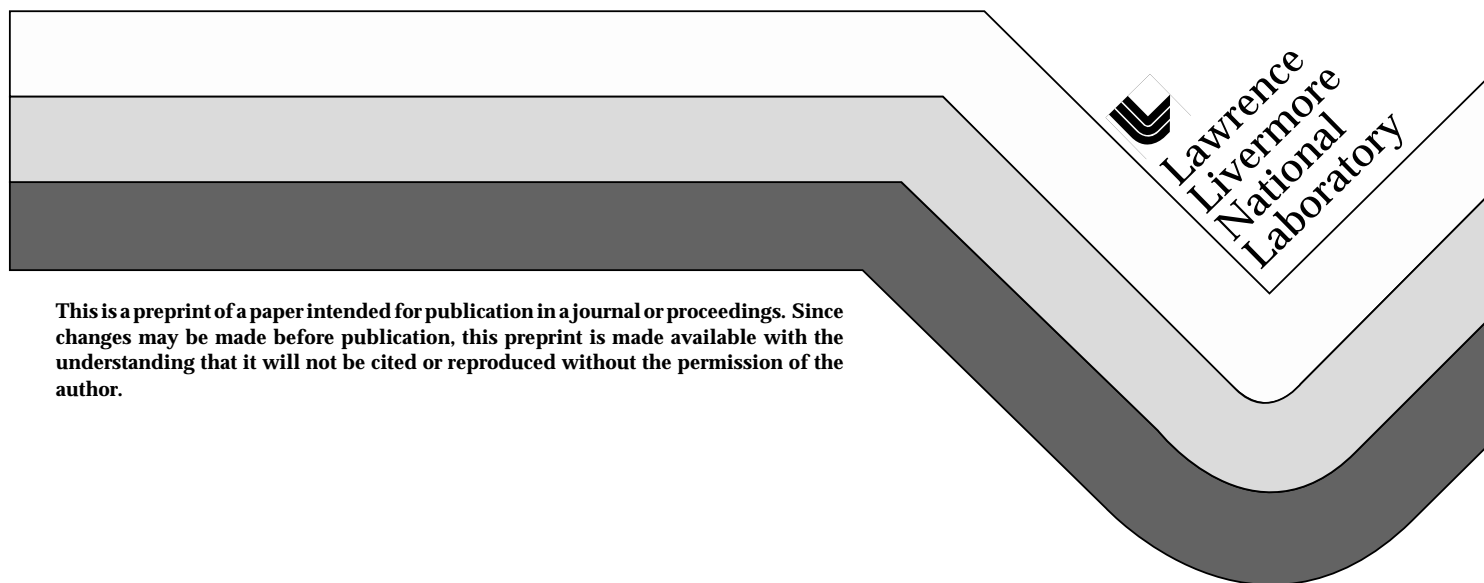 Lawrence
Livermore
National
Laboratory
This is a preprint of a paper intended for publication in a journal or proceedings. Since
changes may be made before publication, this preprint is made available with the
understanding that it will not be cited or reproduced without the permission of the
author.